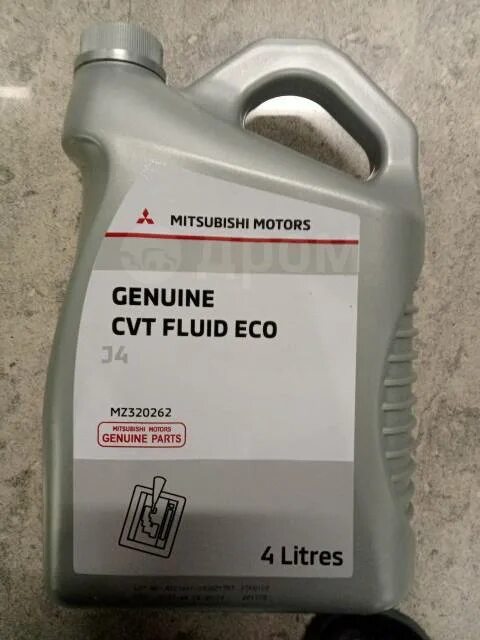 MITSUBISHI MOTORS
дром
GENUINE
CVT FLUID ECO
J4
MZ320262
MITSUBISHI MOTORS
GENUINE PARTS
4 Litres